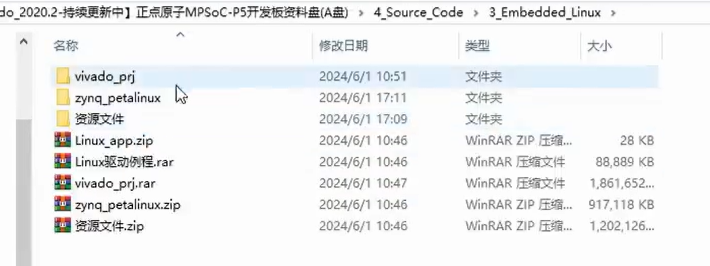 do_2020.2-持续更新中】正点原子MPSoC-P5开发板资料盘(A盘) › 4_Source_Code › 3_Embedded_Linux ›
名称 修改日期 类型 大小
vivado_prj 2024/6/1 10:51 文件夹
zynq_petalinux 2024/6/1 17:11 文件夹
资源文件 2024/6/1 17:09 文件夹
Linux_app.zip 2024/6/1 10:46 WinRAR ZIP 压缩... 28 KB
Linux驱动例程.rar 2024/6/1 10:46 WinRAR 压缩文件 88,889 KB
vivado_prj.rar 2024/6/1 10:47 WinRAR 压缩文件 1,861,652...
zynq_petalinux.zip 2024/6/1 10:46 WinRAR ZIP 压缩... 917,118 KB
资源文件.zip 2024/6/1 10:46 WinRAR ZIP 压缩... 1,202,126...